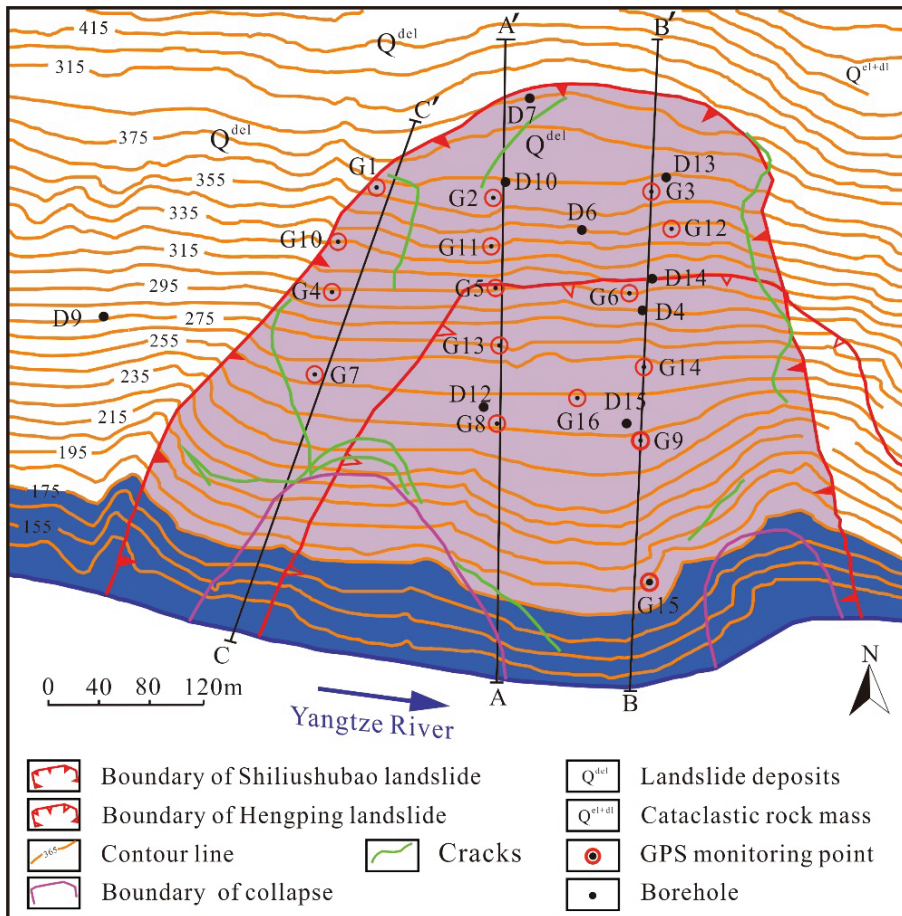 415
315
375
355
335
315
295
275
255
235
215
195
175
155
Q^del
Q^del
Q^del
Q^el+dl
A'
B'
C'
D7
G1
D10
G2
D13
G3
D6
G12
G10
G11
G4
G5
G6
D14
D4
D9
G13
G14
G7
D12
G8
G16
D15
G9
G15
C
A
B
N
0 40 80 120m
Yangtze River
Boundary of Shiliushubao landslide
Boundary of Hengping landslide
365
Contour line
Boundary of collapse
Cracks
Q^del
Landslide deposits
Q^el+dl
Cataclastic rock mass
GPS monitoring point
Borehole